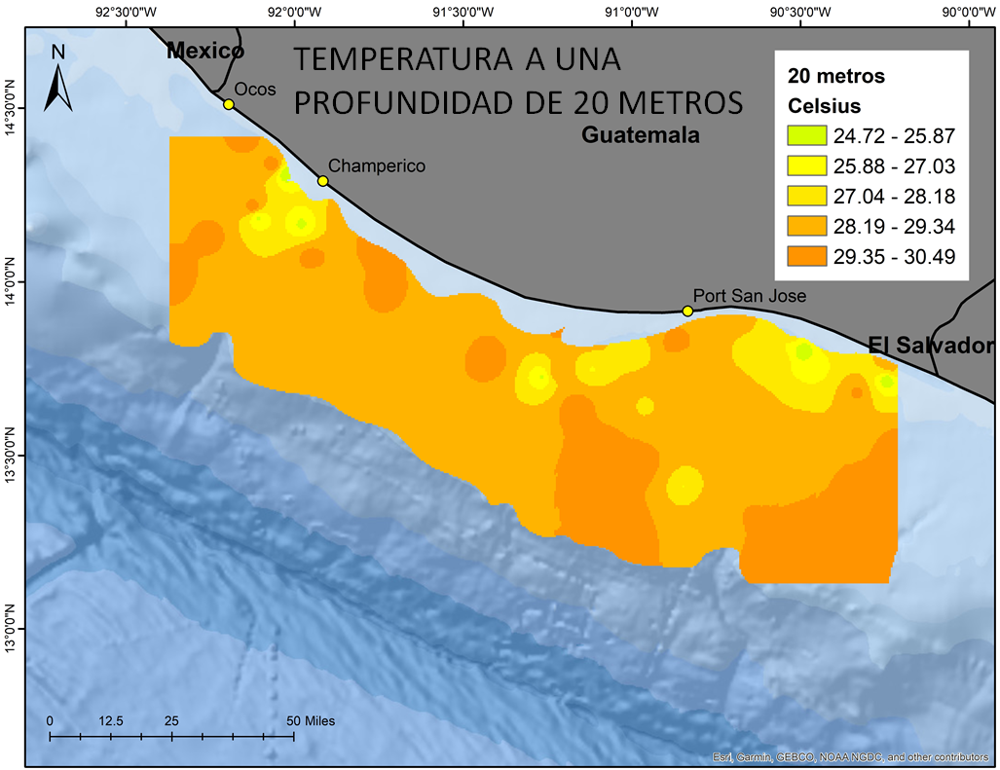 92°30'0"W 92°0'0"W 91°30'0"W 91°0'0"W 90°30'0"W 90°0'0"W
N
Mexico
TEMPERATURA A UNA
PROFUNDIDAD DE 20 METROS
20 metros
Celsius
24.72 - 25.87
25.88 - 27.03
27.04 - 28.18
28.19 - 29.34
29.35 - 30.49
Ocos
Guatemala
Champerico
Port San Jose
El Salvador
14°30'0"N
14°0'0"N
13°30'0"N
13°0'0"N
0 12.5 25 50 Miles
Esri, Garmin, GEBCO, NOAA NGDC, and other contributors